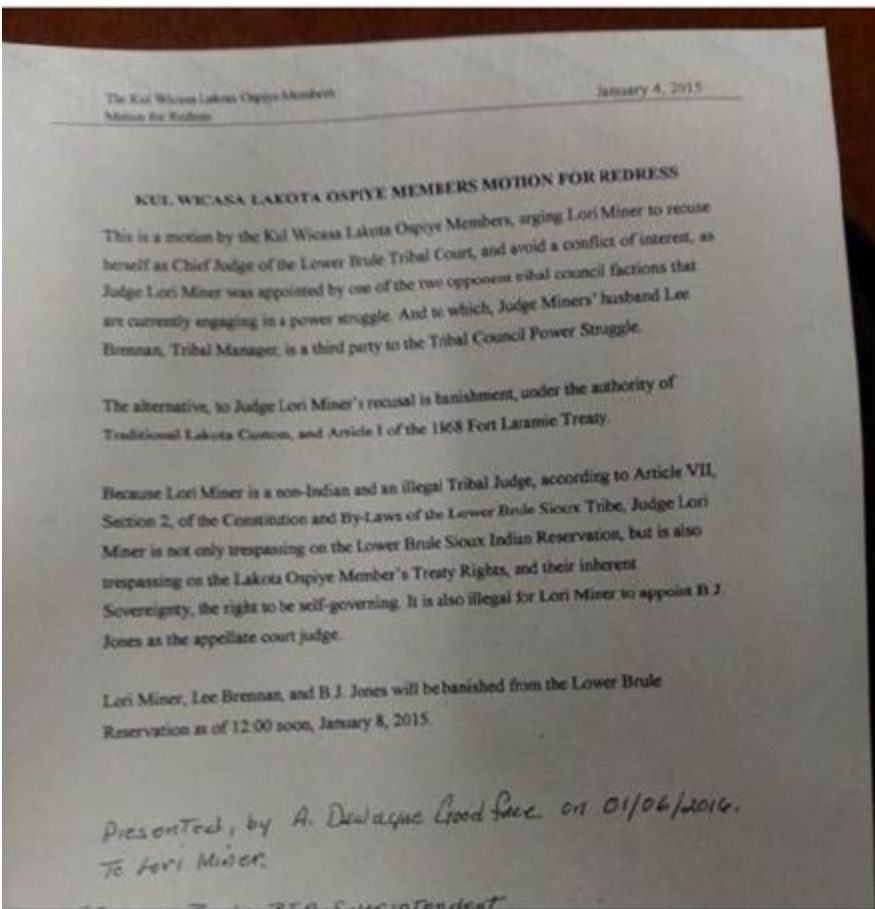 The Kul Wicasa Lakota Ospiye Members
January 4, 2015
Motion for Redress
KUL WICASA LAKOTA OSPIYE MEMBERS MOTION FOR REDRESS
This is a motion by the Kul Wicasa Lakota Ospiye Members, urging Lori Miner to recuse
herself as Chief Judge of the Lower Brule Tribal Court, and avoid a conflict of interest, as
Judge Lori Miner was appointed by one of the two opponent tribal council factions that
are currently engaging in a power struggle. And to which, Judge Miners' husband Lee
Brennan, Tribal Manager, is a third party to the Tribal Council Power Struggle.
The alternative, to Judge Lori Miner's recusal is banishment, under the authority of
Traditional Lakota Custom, and Article I of the 1868 Fort Laramie Treaty.
Because Lori Miner is a non-Indian and an illegal Tribal Judge, according to Article VII,
Section 2, of the Constitution and By-Laws of the Lower Brule Sioux Tribe, Judge Lori
Miner is not only trespassing on the Lower Brule Sioux Indian Reservation, but is also
trespassing on the Lakota Ospiye Member's Treaty Rights, and their inherent
Sovereignty, the right to be self-governing. It is also illegal for Lori Miner to appoint B.J.
Jones as the appellate court judge.
Lori Miner, Lee Brennan, and B.J. Jones will be banished from the Lower Brule
Reservation as of 12:00 noon, January 8, 2015.
Presented, by A. Good face on 01/06/2016.
To Lori Miner.
BIA Superintendent